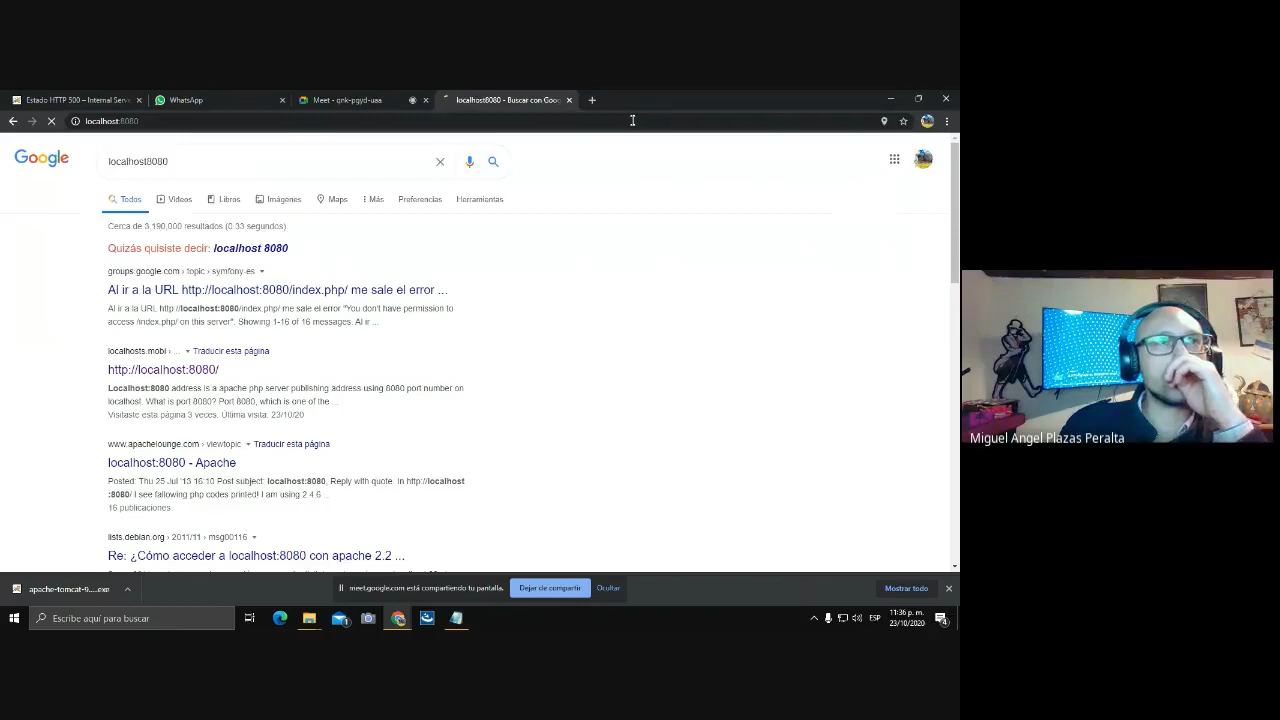 Estado HTTP 500 – Internal Serv
WhatsApp
Meet - qnk-pgyd-uaa
localhost8080 - Buscar con Goog
localhost:8080
Google
localhost8080
Todos
Videos
Libros
Imágenes
Maps
Más
Preferencias
Herramientas
Cerca de 3,190,000 resultados (0.33 segundos)
Quizás quisiste decir: localhost 8080
groups.google.com › topic › symfony-es
Al ir a la URL http://localhost:8080/index.php/ me sale el error ...
Al ir a la URL http://localhost:8080/index.php/ me sale el error "You don't have permission to
access /index.php/ on this server". Showing 1-16 of 16 messages. Al ir ...
localhosts.mobi › ... Traducir esta página
http://localhost:8080/
Localhost:8080 address is a apache php server publishing address using 8080 port number on
localhost. What is port 8080? Port 8080, which is one of the ...
Visitaste esta página 3 veces. Última visita: 23/10/20
www.apachelounge.com › viewtopic Traducir esta página
localhost:8080 - Apache
Posted: Thu 25 Jul '13 16:10 Post subject: localhost:8080, Reply with quote. In http://localhost
:8080/ I see fallowing php codes printed! I am using 2.4.6 ...
16 publicaciones
lists.debian.org › 2011/11 › msg00116
Re: ¿Cómo acceder a localhost:8080 con apache 2.2 ...
apache-tomcat-9....exe
meet.google.com está compartiendo tu pantalla.
Dejar de compartir
Ocultar
Mostrar todo
Escribe aquí para buscar
ESP
11:36 p. m.
23/10/2020
4
Miguel Angel Plazas Peralta